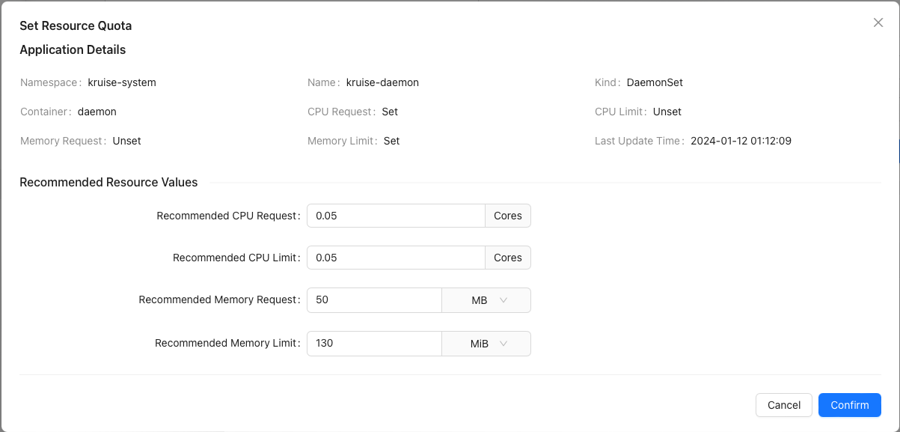 Set Resource Quota
Application Details
Namespace: kruise-system Name: kruise-daemon Kind: DaemonSet
Container: daemon CPU Request: Set CPU Limit: Unset
Memory Request: Unset Memory Limit: Set Last Update Time: 2024-01-12 01:12:09
Recommended Resource Values
Recommended CPU Request: 0.05 Cores
Recommended CPU Limit: 0.05 Cores
Recommended Memory Request: 50 MB
Recommended Memory Limit: 130 MiB
Cancel Confirm